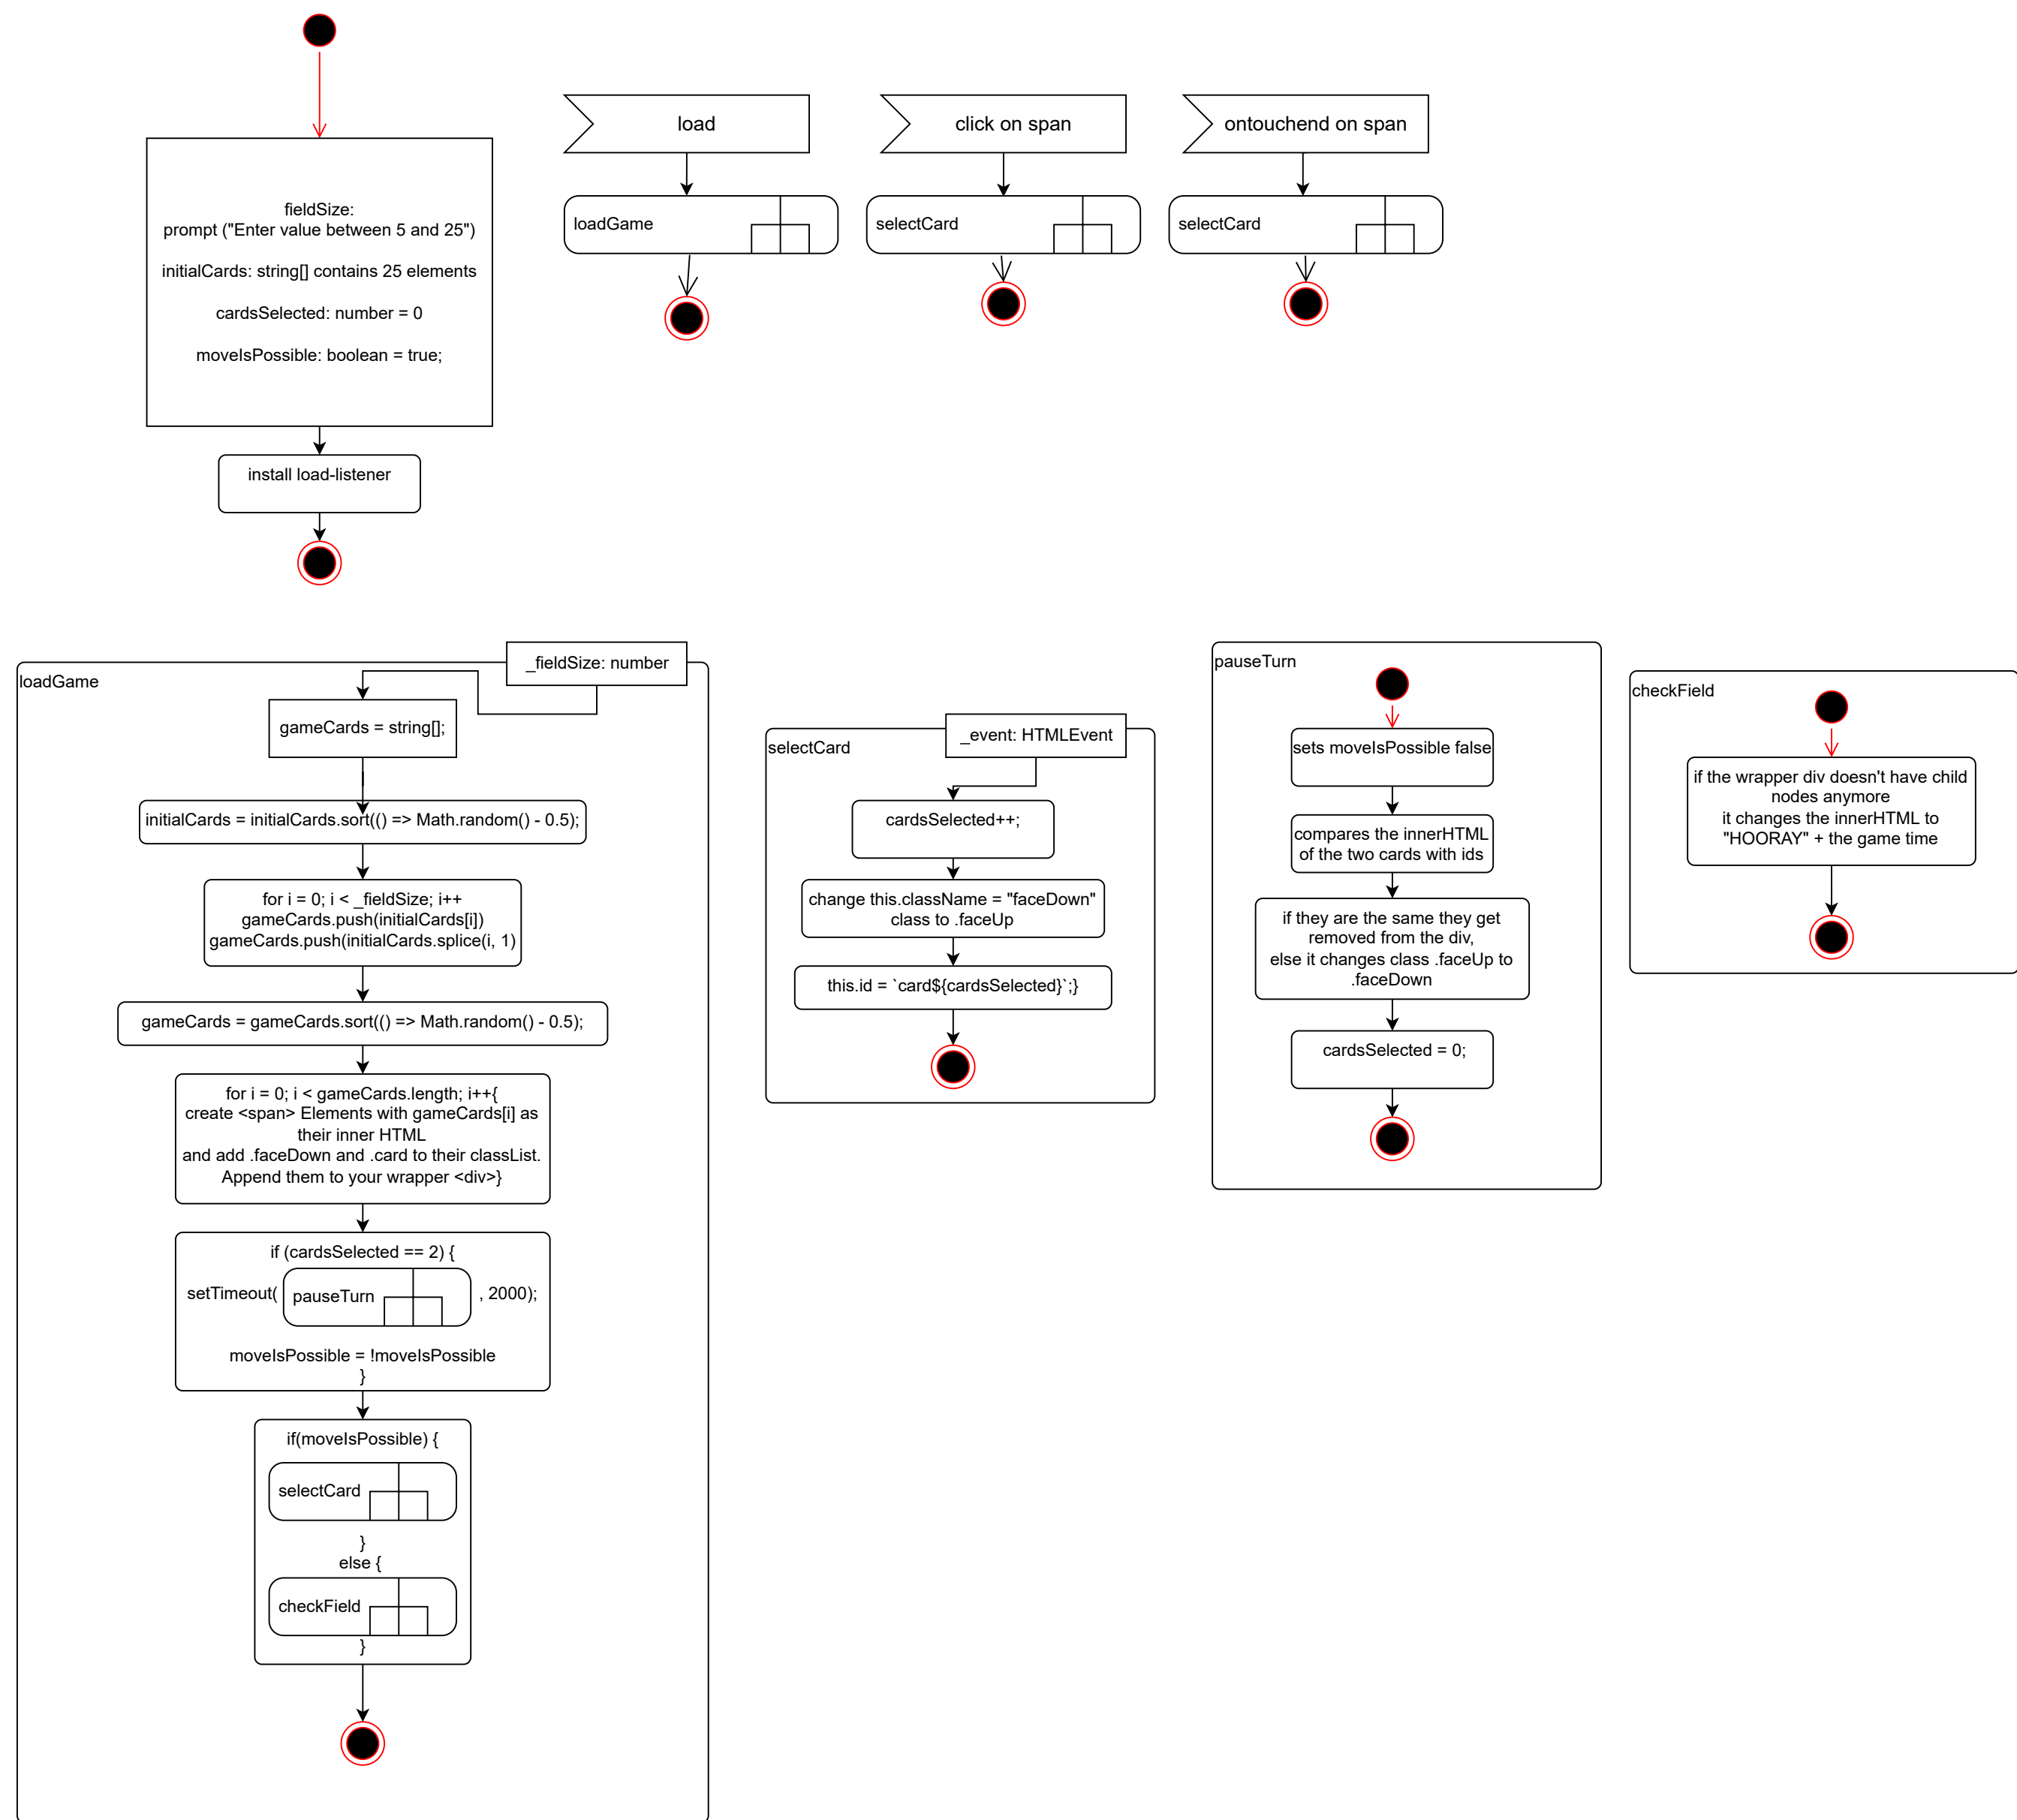 fieldSize:
prompt ("Enter value between 5 and 25")
initialCards: string[] contains 25 elements
cardsSelected: number = 0
moveIsPossible: boolean = true;
install load-listener
load
loadGame
click on span
selectCard
ontouchend on span
selectCard
loadGame
_fieldSize: number
gameCards = string[];
initialCards = initialCards.sort(() => Math.random() - 0.5);
for i = 0; i < _fieldSize; i++
gameCards.push(initialCards[i])
gameCards.push(initialCards.splice(i, 1)
gameCards = gameCards.sort(() => Math.random() - 0.5);
for i = 0; i < gameCards.length; i++{
create <span> Elements with gameCards[i] as
their inner HTML
and add .faceDown and .card to their classList.
Append them to your wrapper <div>}
if (cardsSelected == 2) {
setTimeout( pauseTurn , 2000);
moveIsPossible = !moveIsPossible
}
if(moveIsPossible) {
selectCard
}
else {
checkField
}
selectCard
_event: HTMLEvent
cardsSelected++;
change this.className = "faceDown"
class to .faceUp
this.id = `card${cardsSelected}`;}
pauseTurn
sets moveIsPossible false
compares the innerHTML
of the two cards with ids
if they are the same they get
removed from the div,
else it changes class .faceUp to
.faceDown
cardsSelected = 0;
checkField
if the wrapper div doesn't have child
nodes anymore
it changes the innerHTML to
"HOORAY" + the game time